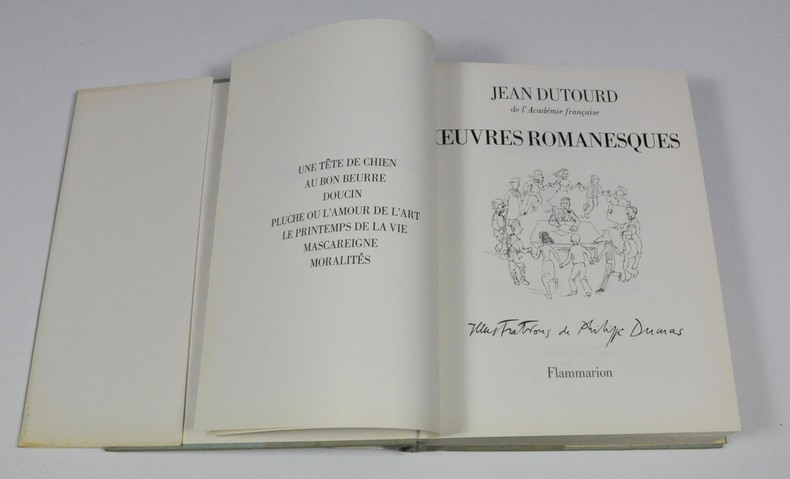 UNE TÊTE DE CHIEN
AU BON BEURRE
DOUCIN
PLUCHE OU L'AMOUR DE L'ART
LE PRINTEMPS DE LA VIE
MASCAREIGNE
MORALITÉS
JEAN DUTOURD
de l'Académie française
ŒUVRES ROMANESQUES
Illustrations de Philippe Dumas
Flammarion